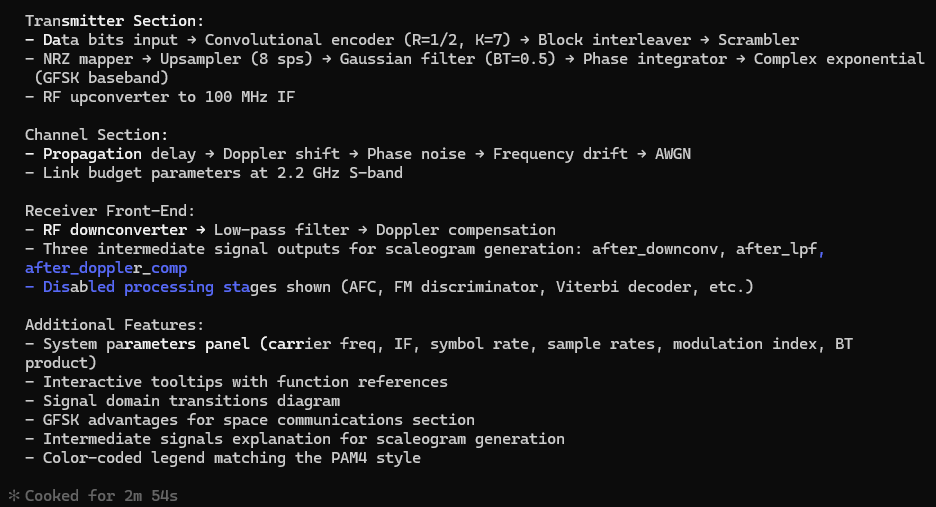 Transmitter Section:
- Data bits input → Convolutional encoder (R=1/2, K=7) → Block interleaver → Scrambler
- NRZ mapper → Upsampler (8 sps) → Gaussian filter (BT=0.5) → Phase integrator → Complex exponential
(GFSK baseband)
- RF upconverter to 100 MHz IF
Channel Section:
- Propagation delay → Doppler shift → Phase noise → Frequency drift → AWGN
- Link budget parameters at 2.2 GHz S-band
Receiver Front-End:
- RF downconverter → Low-pass filter → Doppler compensation
- Three intermediate signal outputs for scaleogram generation: after_downconv, after_lpf,
after_doppler_comp
- Disabled processing stages shown (AFC, FM discriminator, Viterbi decoder, etc.)
Additional Features:
- System parameters panel (carrier freq, IF, symbol rate, sample rates, modulation index, BT
product)
- Interactive tooltips with function references
- Signal domain transitions diagram
- GFSK advantages for space communications section
- Intermediate signals explanation for scaleogram generation
- Color-coded legend matching the PAM4 style
✻ Cooked for 2m 54s